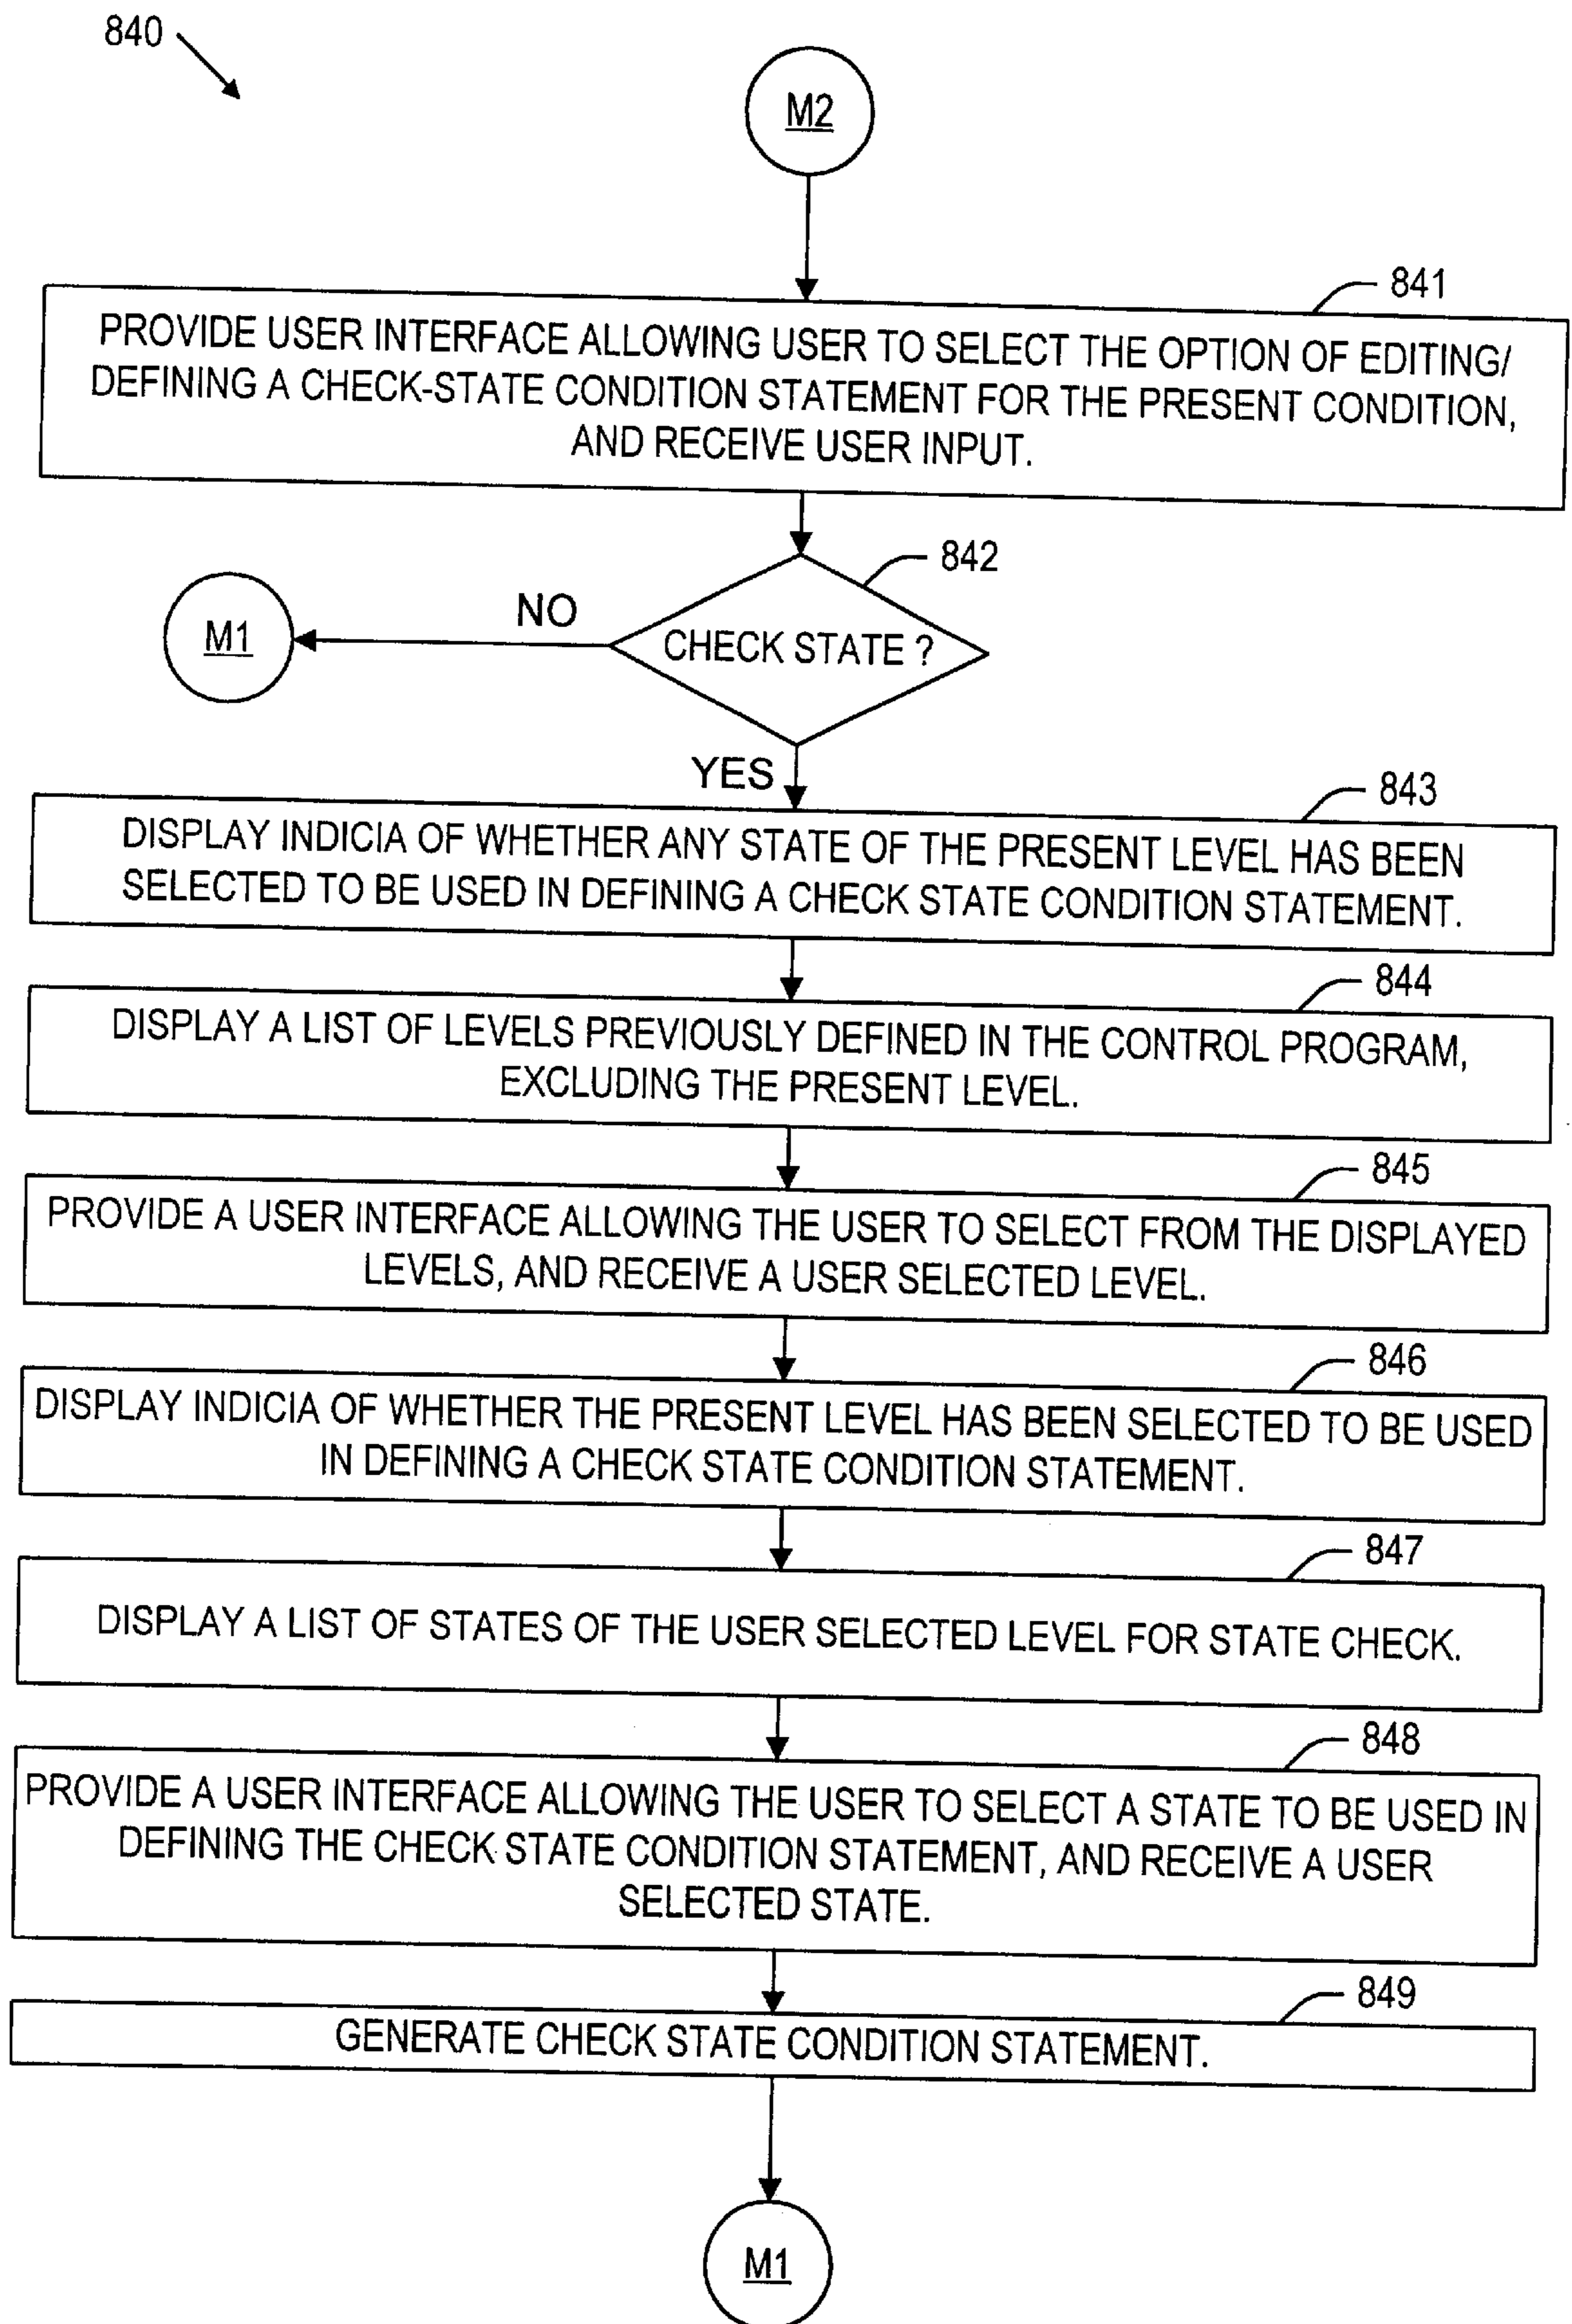 840
M2
841
PROVIDE USER INTERFACE ALLOWING USER TO SELECT THE OPTION OF EDITING/
DEFINING A CHECK-STATE CONDITION STATEMENT FOR THE PRESENT CONDITION,
AND RECEIVE USER INPUT.
842
NO
M1
CHECK STATE ?
YES
843
DISPLAY INDICIA OF WHETHER ANY STATE OF THE PRESENT LEVEL HAS BEEN
SELECTED TO BE USED IN DEFINING A CHECK STATE CONDITION STATEMENT.
844
DISPLAY A LIST OF LEVELS PREVIOUSLY DEFINED IN THE CONTROL PROGRAM,
EXCLUDING THE PRESENT LEVEL.
845
PROVIDE A USER INTERFACE ALLOWING THE USER TO SELECT FROM THE DISPLAYED
LEVELS, AND RECEIVE A USER SELECTED LEVEL.
846
DISPLAY INDICIA OF WHETHER THE PRESENT LEVEL HAS BEEN SELECTED TO BE USED
IN DEFINING A CHECK STATE CONDITION STATEMENT.
847
DISPLAY A LIST OF STATES OF THE USER SELECTED LEVEL FOR STATE CHECK.
848
PROVIDE A USER INTERFACE ALLOWING THE USER TO SELECT A STATE TO BE USED IN
DEFINING THE CHECK STATE CONDITION STATEMENT, AND RECEIVE A USER
SELECTED STATE.
849
GENERATE CHECK STATE CONDITION STATEMENT.
M1